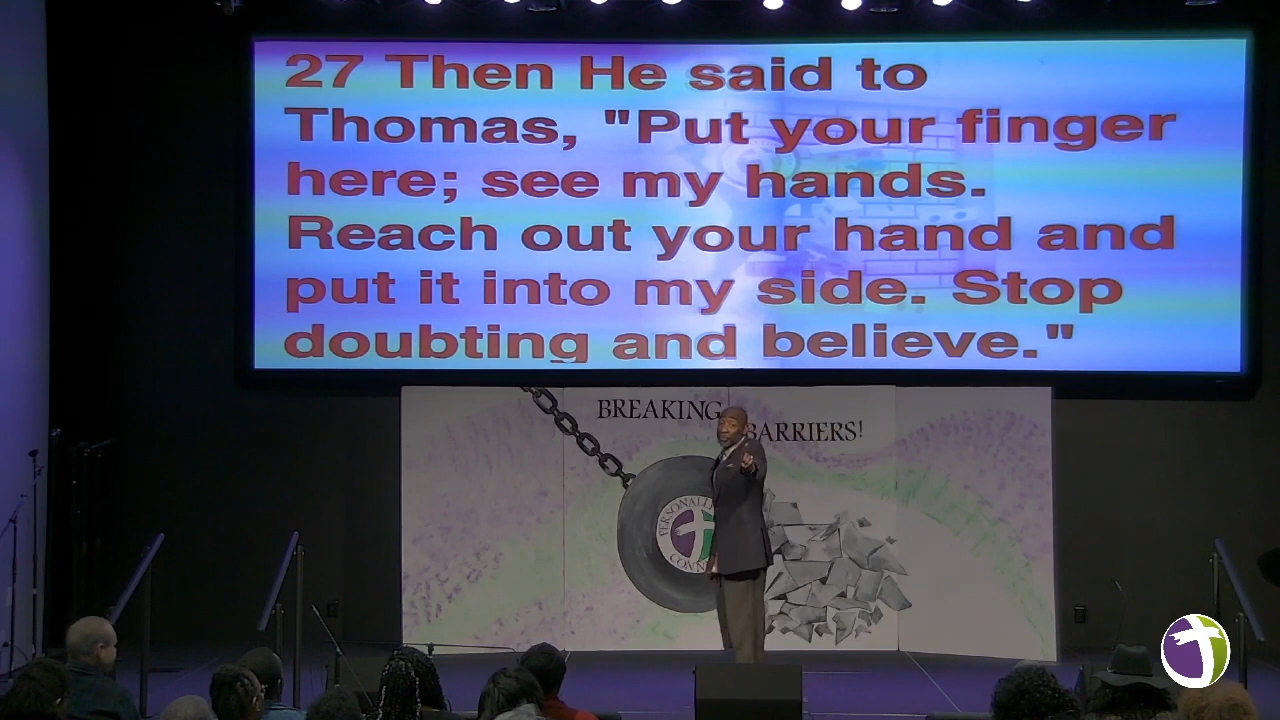 27 Then He said to
Thomas, "Put your finger
here; see my hands.
Reach out your hand and
put it into my side. Stop
doubting and believe."
BREAKING
BARRIERS!